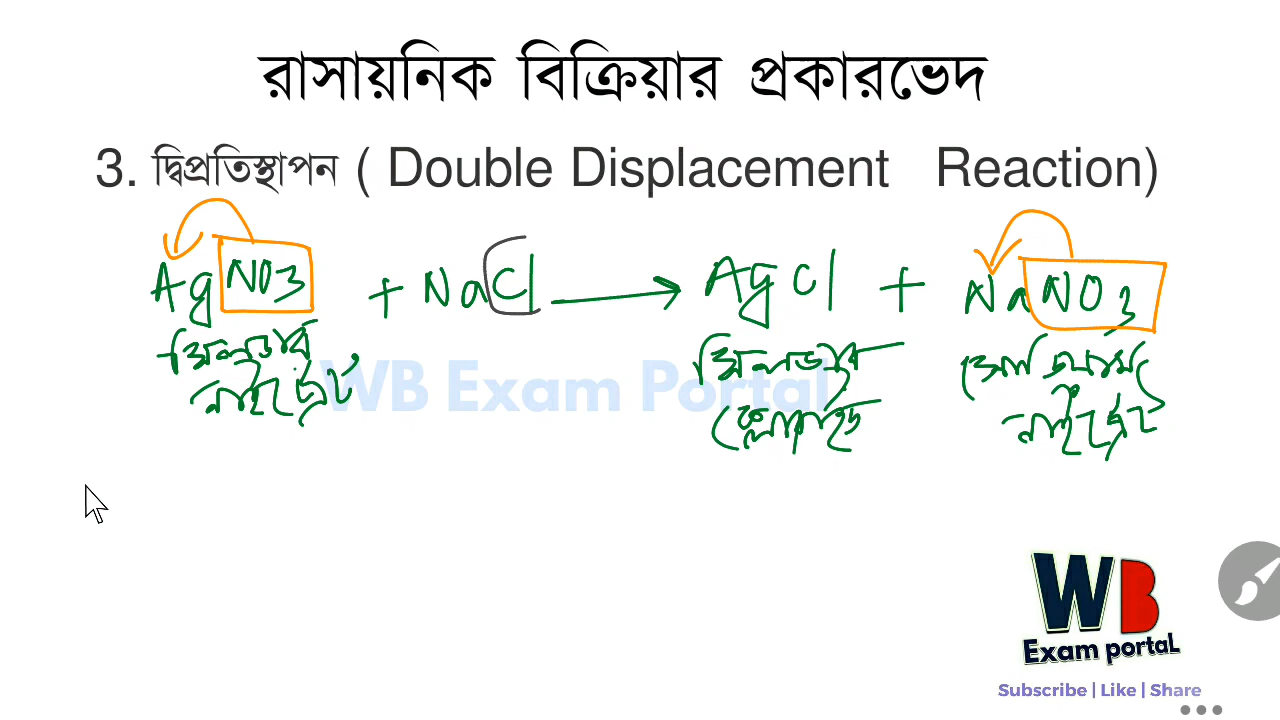 রাসায়নিক বিক্রিয়ার প্রকারভেদ
3. দ্বিপ্রতিস্থাপন ( Double Displacement Reaction)
AgNO3 + NaCl → AgCl + NaNO3
সিলভার সিলভার সোডিয়াম
নাইট্রেট ক্লোরাইড নাইট্রেট
WB Exam Portal
WB
Exam portaL
Subscribe | Like | Share